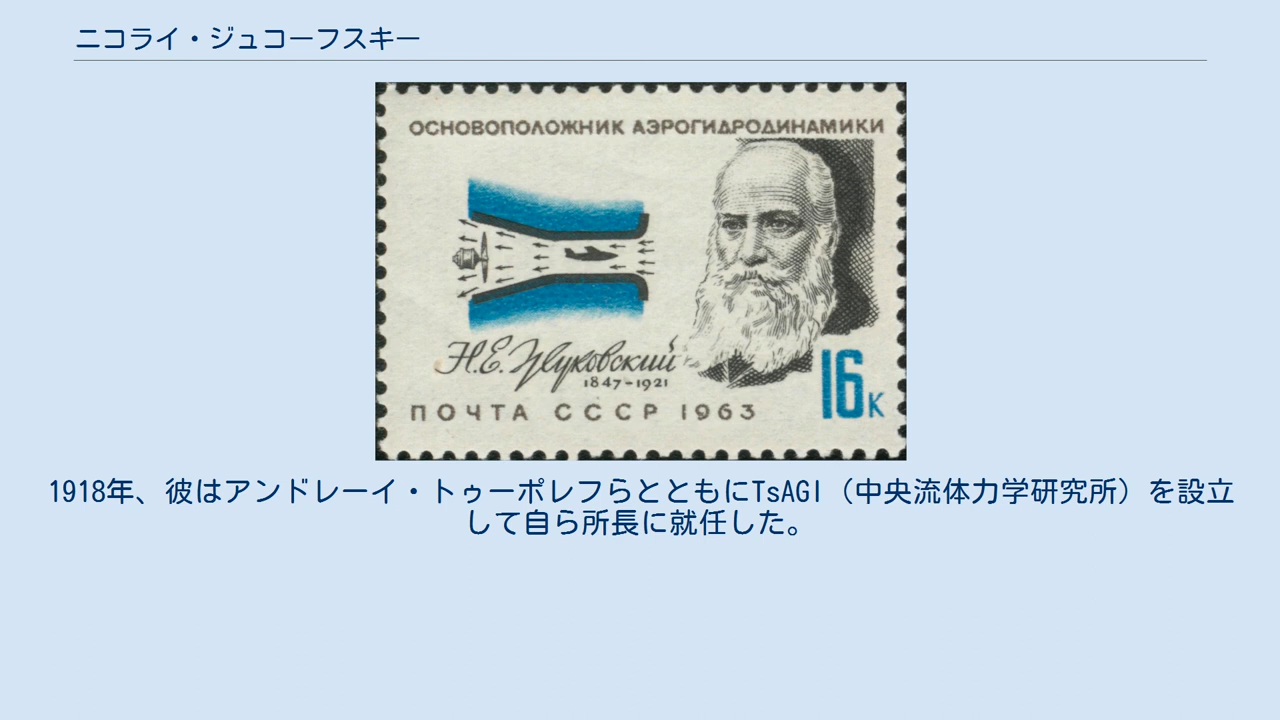 ニコライ・ジュコーフスキー
ОСНОВОПОЛОЖНИК АЭРОГИДРОДИНАМИКИ
Н.Е.Жуковский
1847-1921
16к
ПОЧТА СССР 1963
1918年、彼はアンドレーイ・トゥーポレフらとともにTsAGI（中央流体力学研究所）を設立
して自ら所長に就任した。